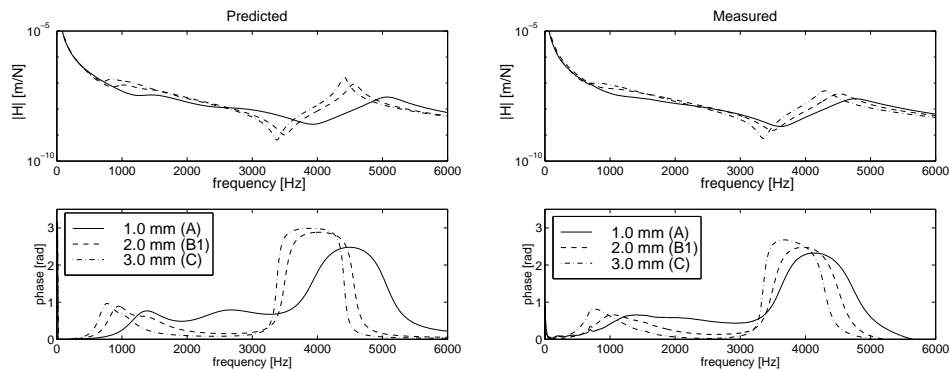 Predicted
10^-5
|H| [m/N]
10^-10
0 1000 2000 3000 4000 5000 6000
frequency [Hz]
3
2
1
0
phase [rad]
1.0 mm (A)
2.0 mm (B1)
3.0 mm (C)
0 1000 2000 3000 4000 5000 6000
frequency [Hz]
Measured
10^-5
|H| [m/N]
10^-10
0 1000 2000 3000 4000 5000 6000
frequency [Hz]
3
2
1
0
phase [rad]
1.0 mm (A)
2.0 mm (B1)
3.0 mm (C)
0 1000 2000 3000 4000 5000 6000
frequency [Hz]